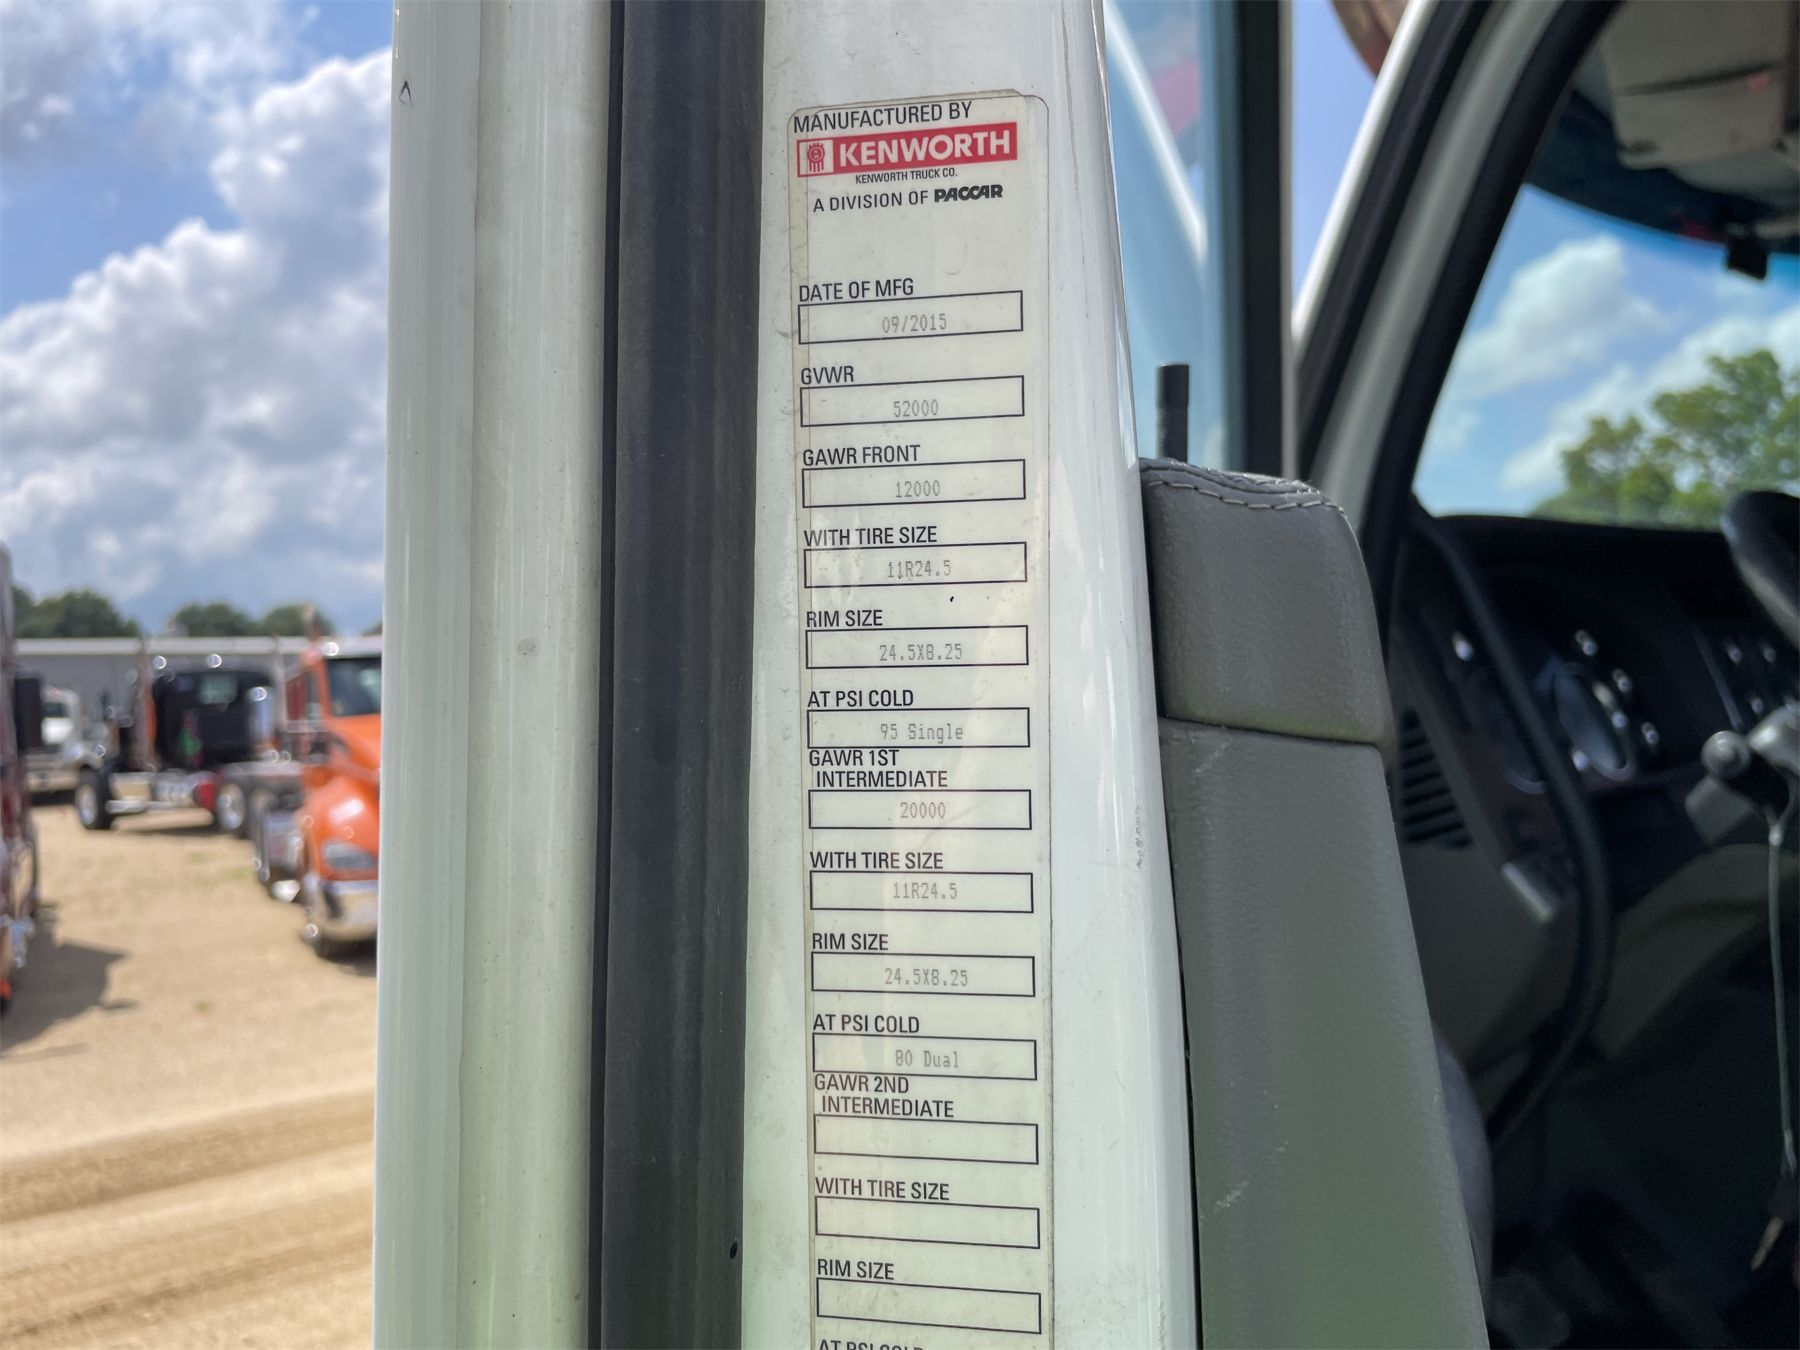 MANUFACTURED BY
KENWORTH
KENWORTH TRUCK CO.
A DIVISION OF PACCAR
DATE OF MFG
09/2015
GVWR
52000
GAWR FRONT
12000
WITH TIRE SIZE
11R24.5
RIM SIZE
24.5X8.25
AT PSI COLD
95 Single
GAWR 1ST
INTERMEDIATE
20000
WITH TIRE SIZE
11R24.5
RIM SIZE
24.5X8.25
AT PSI COLD
80 Dual
GAWR 2ND
INTERMEDIATE
WITH TIRE SIZE
RIM SIZE
AT PSI COLD